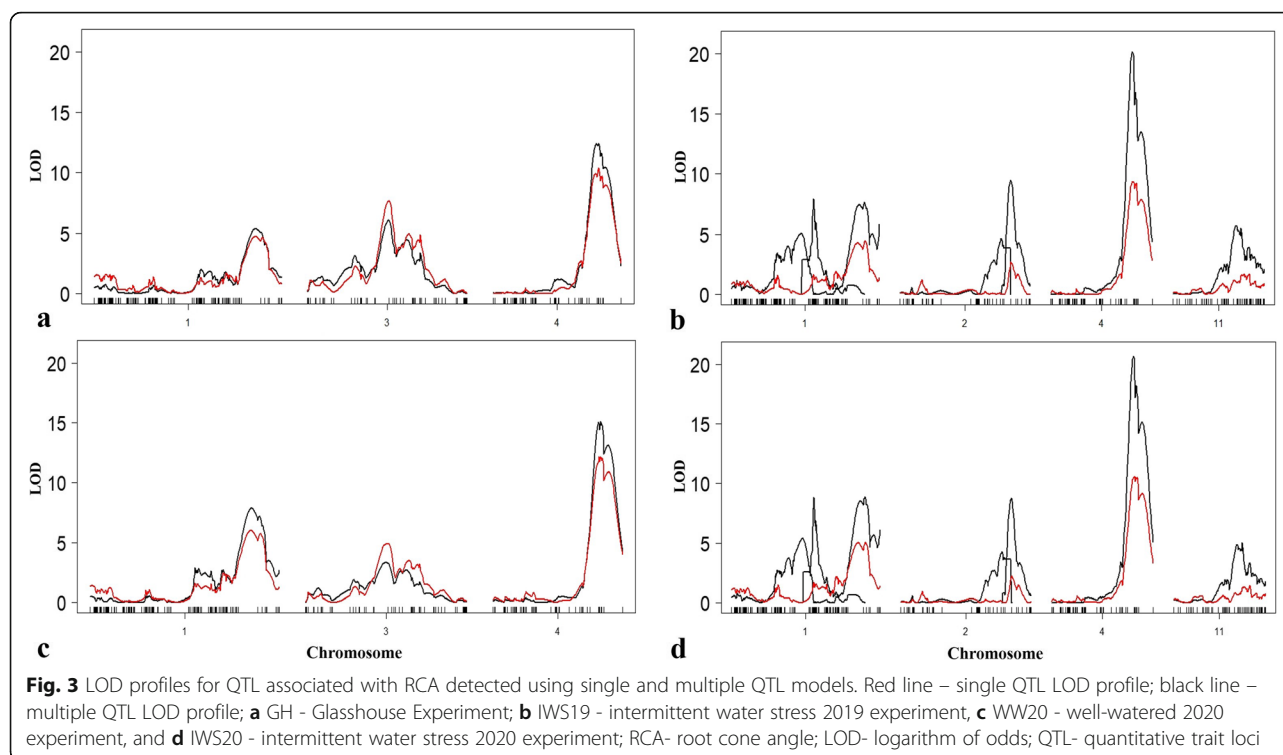 20
15
10
5
0
LOD
a
1
3
4
20
15
10
5
0
LOD
b
1
2
4
11
20
15
10
5
0
LOD
c
1
3
4
Chromosome
20
15
10
5
0
LOD
d
1
2
4
11
Chromosome
Fig. 3 LOD profiles for QTL associated with RCA detected using single and multiple QTL models. Red line – single QTL LOD profile; black line –
multiple QTL LOD profile; a GH - Glasshouse Experiment; b IWS19 - intermittent water stress 2019 experiment, c WW20 - well-watered 2020
experiment, and d IWS20 - intermittent water stress 2020 experiment; RCA- root cone angle; LOD- logarithm of odds; QTL- quantitative trait loci